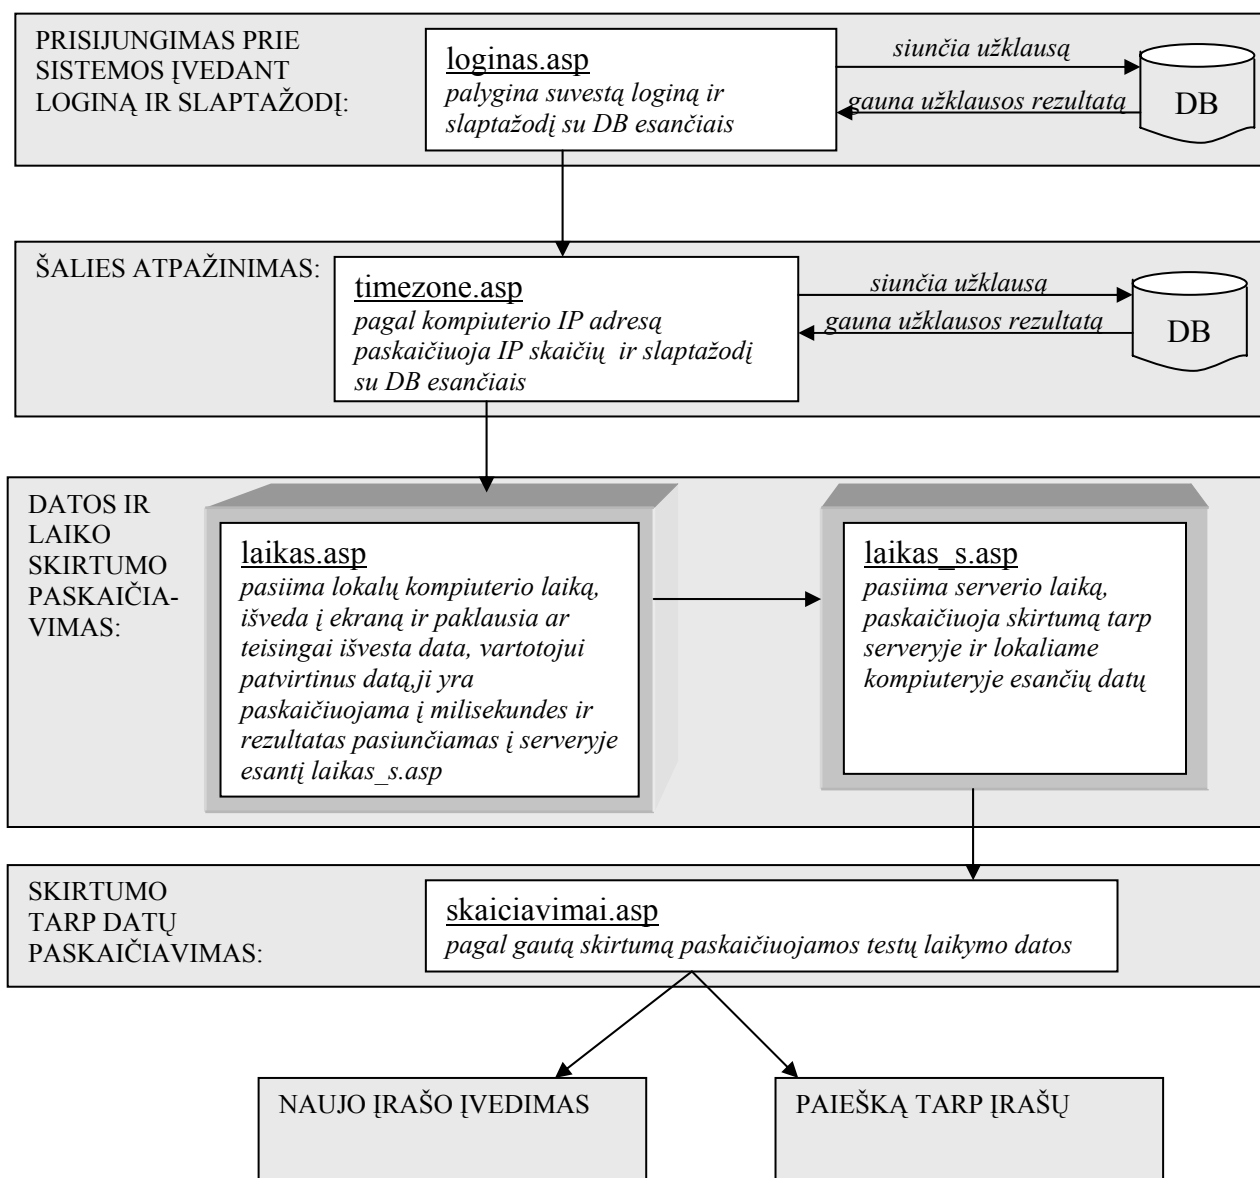 PRISIJUNGIMAS PRIE
SISTEMOS ĮVEDANT
LOGINĄ IR SLAPTAŽODĮ:
loginas.asp
palygina suvestą loginą ir
slaptažodį su DB esančiais
siunčia užklausą
gauna užklausos rezultatą
DB
ŠALIES ATPAŽINIMAS:
timezone.asp
pagal kompiuterio IP adresą
paskaičiuoja IP skaičių ir slaptažodį
su DB esančiais
siunčia užklausą
gauna užklausos rezultatą
DB
DATOS IR
LAIKO
SKIRTUMO
PASKAIČIA-
VIMAS:
laikas.asp
pasiima lokalų kompiuterio laiką,
išveda į ekraną ir paklausia ar
teisingai išvesta data, vartotojui
patvirtinus datą,ji yra
paskaičiuojama į milisekundes ir
rezultatas pasiunčiamas į serveryje
esantį laikas_s.asp
laikas_s.asp
pasiima serverio laiką,
paskaičiuoja skirtumą tarp
serveryje ir lokaliame
kompiuteryje esančių datų
SKIRTUMO
TARP DATŲ
PASKAIČIAVIMAS:
skaiciavimai.asp
pagal gautą skirtumą paskaičiuojamos testų laikymo datos
NAUJO ĮRAŠO ĮVEDIMAS
PAIEŠKĄ TARP ĮRAŠŲ